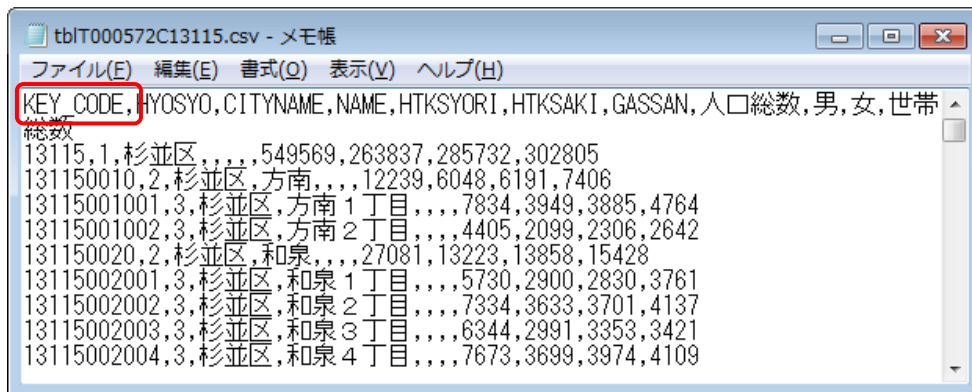 tblT000572C13115.csv - メモ帳
ファイル(F) 編集(E) 書式(O) 表示(V) ヘルプ(H)
KEY_CODE,HYOSYO,CITYNAME,NAME,HTKSYORI,HTKSAKI,GASSAN,人口総数,男,女,世帯
総数
13115,1,杉並区,,,,,549569,263837,285732,302805
131150010,2,杉並区,方南,,,,12239,6048,6191,7406
13115001001,3,杉並区,方南１丁目,,,,7834,3949,3885,4764
13115001002,3,杉並区,方南２丁目,,,,4405,2099,2306,2642
131150020,2,杉並区,和泉,,,,27081,13223,13858,15428
13115002001,3,杉並区,和泉１丁目,,,,5730,2900,2830,3761
13115002002,3,杉並区,和泉２丁目,,,,7334,3633,3701,4137
13115002003,3,杉並区,和泉３丁目,,,,6344,2991,3353,3421
13115002004,3,杉並区,和泉４丁目,,,,7673,3699,3974,4109